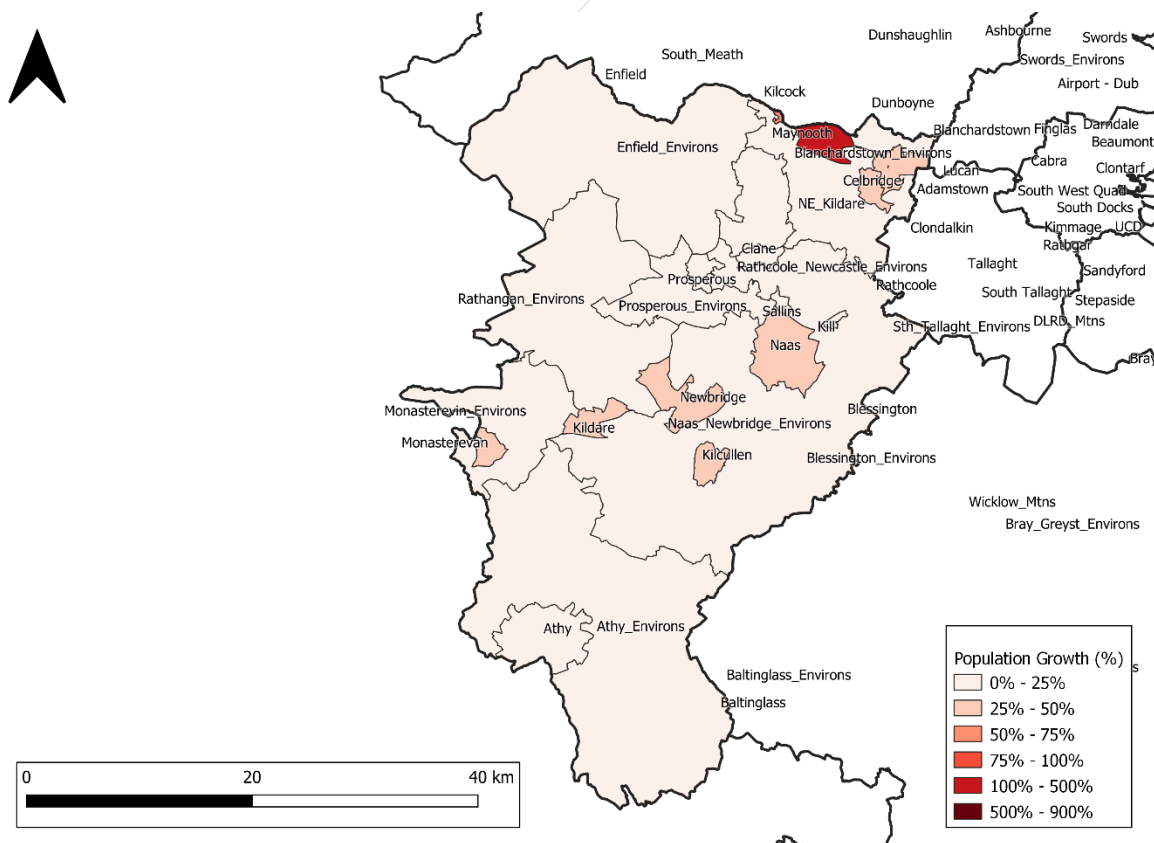 Ashbourne
Dunshaughlin
Swords
South_Meath
Swords_Environs
Enfield
Airport - Dub
Kilcock
Dunboyne
Maynooth
Blanchardstown
Finglas
Darndale
Enfield_Environs
Blanchardstown_Environs
Beaumont
Cabra
Clontarf
Lucan
Celbridge
Adamstown
South West Quad
NE_Kildare
South Docks
Clondalkin
Kimmage
UCD
Rathgar
Clane
Rathcoole_Newcastle_Environs
Tallaght
Sandyford
Prosperous
Rathcoole
South Tallaght
Stepaside
Rathangan_Environs
Prosperous_Environs
Sallins
Kill
Sth_Tallaght_Environs
DLRD_Mtns
Naas
Bray
Newbridge
Monasterevin_Environs
Blessington
Kildare
Naas_Newbridge_Environs
Monasterevan
Kilcullen
Blessington_Environs
Wicklow_Mtns
Bray_Greyst_Environs
Athy
Athy_Environs
Baltinglass_Environs
Baltinglass
s
Population Growth (%)
0% - 25%
25% - 50%
50% - 75%
75% - 100%
100% - 500%
500% - 900%
0 20 40 km